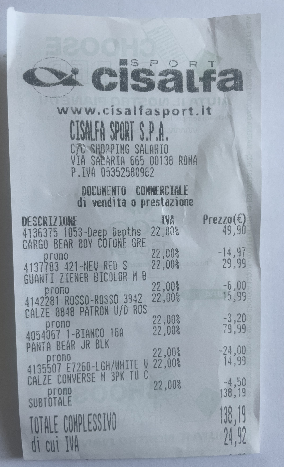 SPORT
cisalfa
www.cisalfasport.it
CISALFA SPORT S.P.A.
C/C SHOPPING SALARIO
VIA SALARIA 665 00138 ROMA
P.IVA 05352580962
DOCUMENTO COMMERCIALE
di vendita o prestazione
DESCRIZIONE IVA Prezzo(€)
4136375 1053-Deep Depths 22,00% 49,90
CARGO BEAR BOY COTONE GRE
promo 22,00% -14,97
4137783 421-NEW RED S 22,00% 29,99
GUANTI ZIENER BICOLOR M B
promo 22,00% -6,00
4142281 ROSSO-ROSSO 3942 22,00% 15,99
CALZE 0840 PATRON U/D ROS
promo 22,00% -3,20
4054067 1-BIANCO 16A 22,00% 79,99
PANTA BEAR JR BLK
promo 22,00% -24,00
4135507 E7260-LGH/WHITE 22,00% 14,99
CALZE CONVERSE M 3PK TU C
promo 22,00% -4,50
SUBTOTALE 138,19
TOTALE COMPLESSIVO 138,19
di cui IVA 24,92